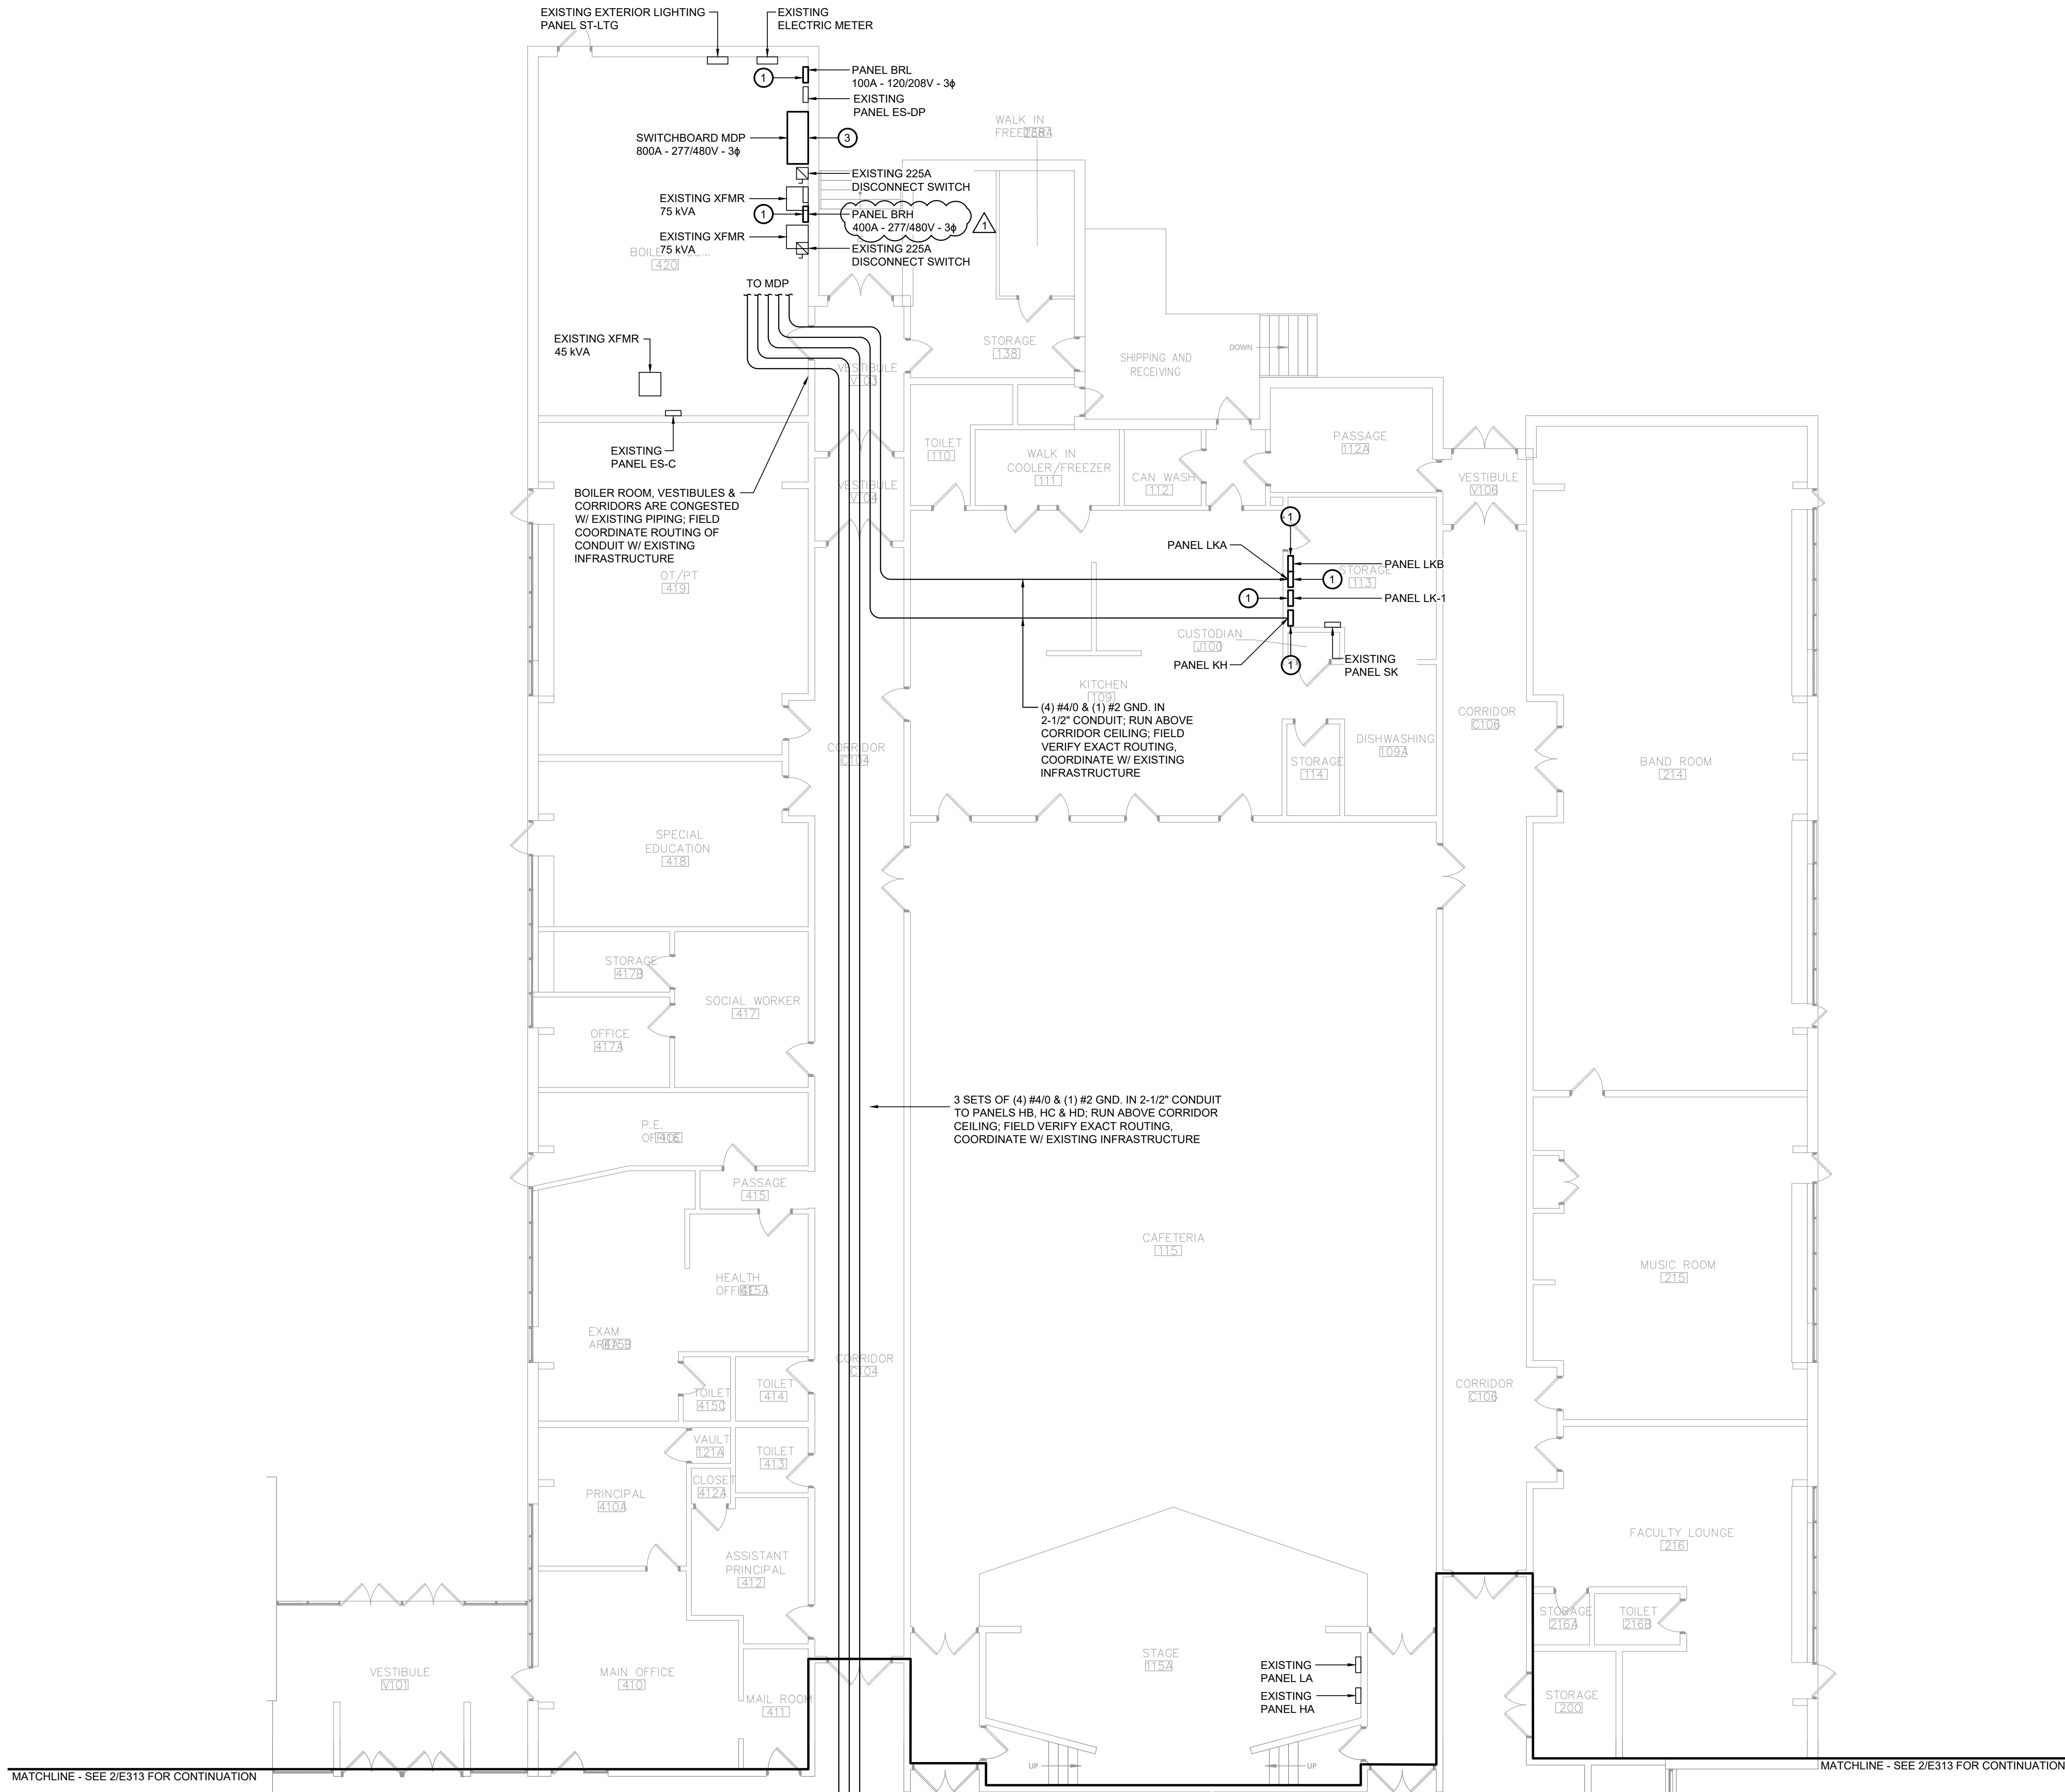 EXISTING EXTERIOR LIGHTING
PANEL ST-LTG
EXISTING
ELECTRIC METER
1
PANEL BRL
100A - 120/208V - 3ϕ
EXISTING
PANEL ES-DP
SWITCHBOARD MDP
800A - 277/480V - 3ϕ
3
WALK IN
FREEZER
EXISTING 225A
DISCONNECT SWITCH
EXISTING XFMR
75 kVA
1
PANEL BRH
400A - 277/480V - 3ϕ
1
EXISTING XFMR
75 kVA
EXISTING 225A
DISCONNECT SWITCH
420
TO MDP
EXISTING XFMR
45 kVA
STORAGE
138
SHIPPING AND
RECEIVING
DOWN
VESTIBULE
V103
EXISTING
PANEL ES-C
TOILET
110
WALK IN
COOLER/FREEZER
111
CAN WASH
112
PASSAGE
112A
VESTIBULE
V106
VESTIBULE
V104
BOILER ROOM, VESTIBULES &
CORRIDORS ARE CONGESTED
W/ EXISTING PIPING; FIELD
COORDINATE ROUTING OF
CONDUIT W/ EXISTING
INFRASTRUCTURE
1
PANEL LKA
PANEL LKB
STORAGE
113
1
1
PANEL LK-1
OT/PT
419
CUSTODIAN
J100
PANEL KH
1
EXISTING
PANEL SK
KITCHEN
109
(4) #4/0 & (1) #2 GND. IN
2-1/2" CONDUIT; RUN ABOVE
CORRIDOR CEILING; FIELD
VERIFY EXACT ROUTING,
COORDINATE W/ EXISTING
INFRASTRUCTURE
CORRIDOR
C106
CORRIDOR
C104
DISHWASHING
109A
STORAGE
114
BAND ROOM
214
SPECIAL
EDUCATION
418
STORAGE
417B
SOCIAL WORKER
417
OFFICE
417A
3 SETS OF (4) #4/0 & (1) #2 GND. IN 2-1/2" CONDUIT
TO PANELS HB, HC & HD; RUN ABOVE CORRIDOR
CEILING; FIELD VERIFY EXACT ROUTING,
COORDINATE W/ EXISTING INFRASTRUCTURE
P.E.
OFFICE
416
PASSAGE
415
CAFETERIA
115
MUSIC ROOM
215
HEALTH
OFFICE
415A
EXAM
AREA
415B
CORRIDOR
C104
TOILET
414
TOILET
415C
CORRIDOR
C106
VAULT
121A
TOILET
413
CLOSET
412A
PRINCIPAL
410A
FACULTY LOUNGE
216
ASSISTANT
PRINCIPAL
412
STORAGE
216A
TOILET
216B
VESTIBULE
V101
MAIN OFFICE
410
MAIL ROOM
411
STAGE
115A
EXISTING
PANEL LA
EXISTING
PANEL HA
STORAGE
200
UP
UP
MATCHLINE - SEE 2/E313 FOR CONTINUATION
MATCHLINE - SEE 2/E313 FOR CONTINUATION